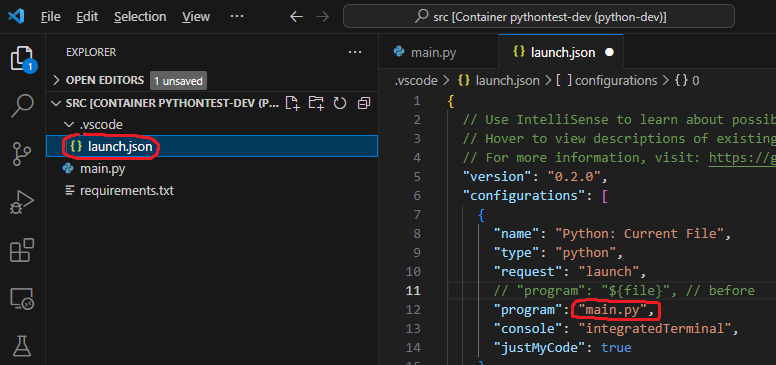 File Edit Selection ···
src [Container pythontest-dev (python-dev)]
1
EXPLORER ···
OPEN EDITORS 1 unsaved
SRC [CONTAINER PYTHONTEST-DEV (P...
.vscode
{} launch.json
main.py
requirements.txt
main.py
{} launch.json ●
.vscode > {} launch.json > [ ] configurations > {} 0
1 {
2 // Use IntelliSense to learn about possib
3 // Hover to view descriptions of existing
4 // For more information, visit: https://g
5 "version": "0.2.0",
6 "configurations": [
7 {
8 "name": "Python: Current File",
9 "type": "python",
10 "request": "launch",
11 // "program": "${file}", // before
12 "program": "main.py",
13 "console": "integratedTerminal",
14 "justMyCode": true